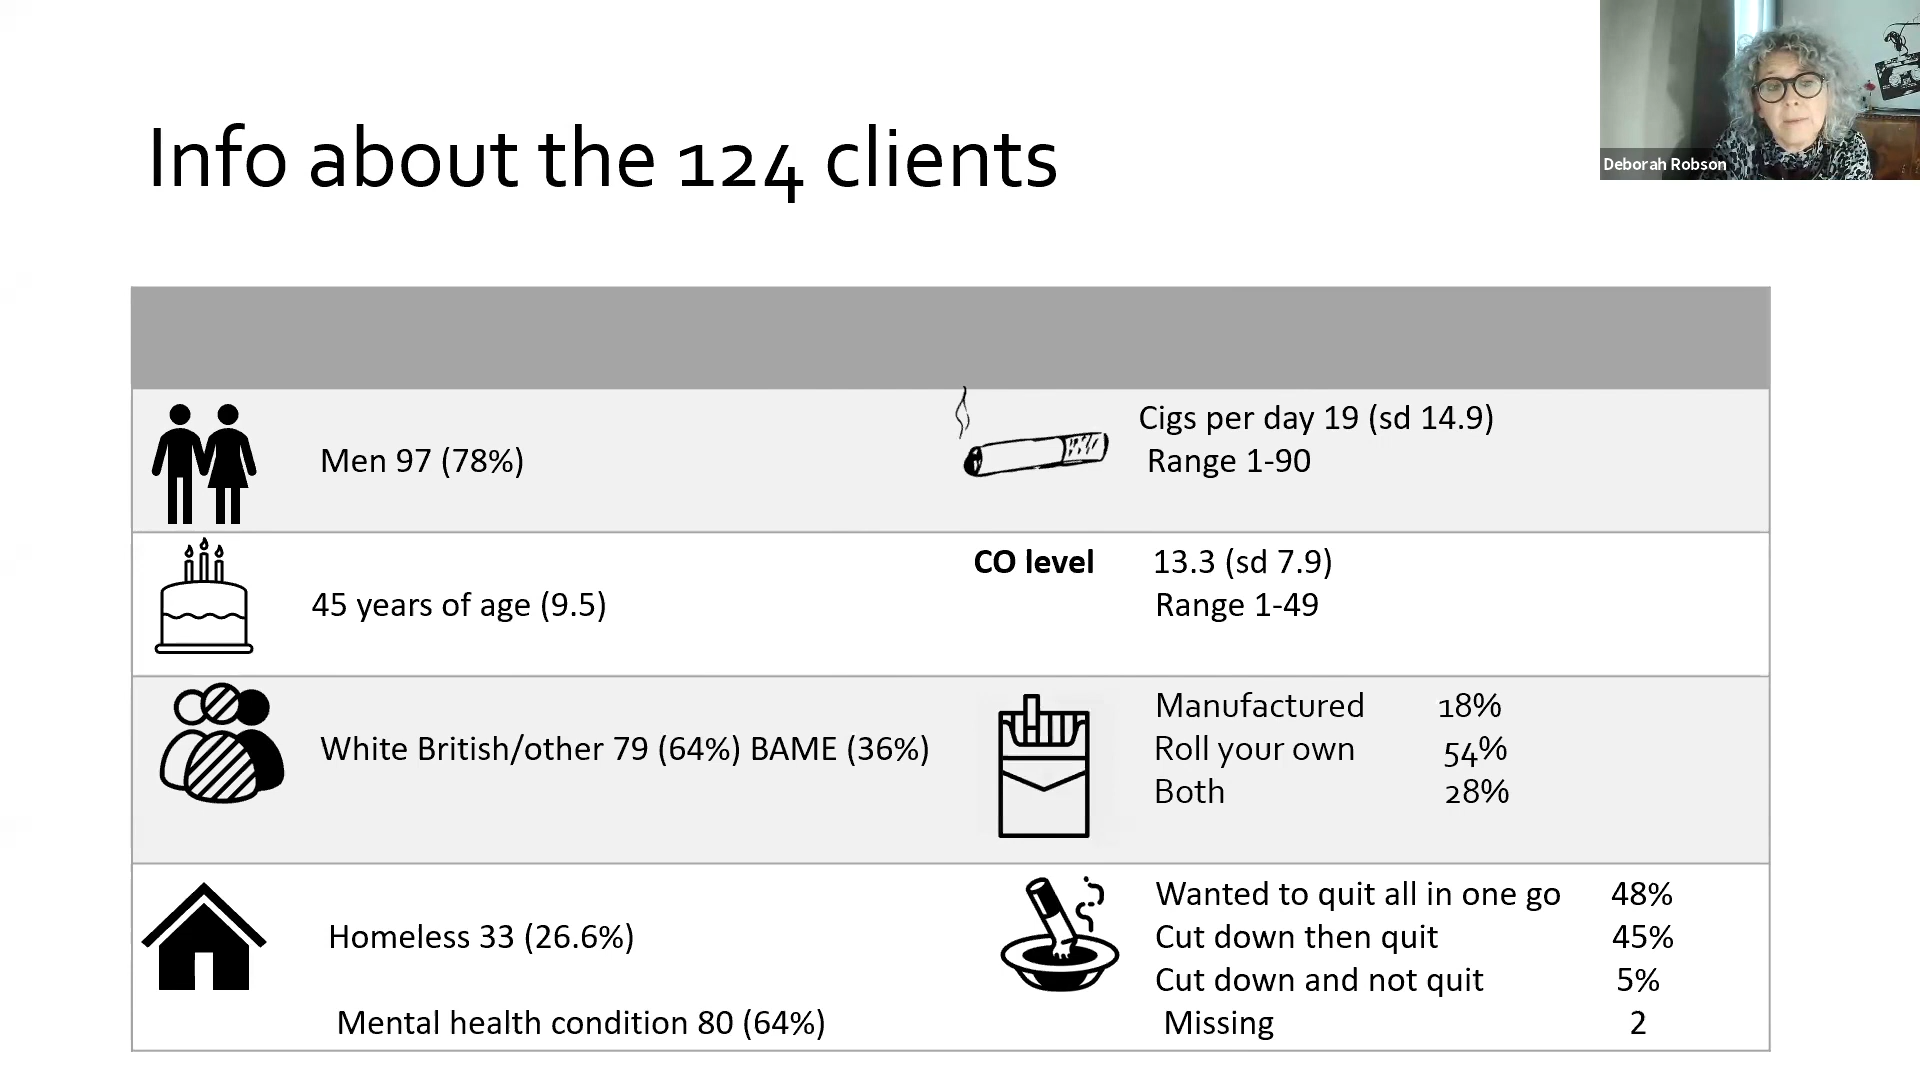 Info about the 124 clients
Deborah Robson
Men 97 (78%)
Cigs per day 19 (sd 14.9)
Range 1-90
45 years of age (9.5)
CO level 13.3 (sd 7.9)
Range 1-49
White British/other 79 (64%) BAME (36%)
Manufactured 18%
Roll your own 54%
Both 28%
Homeless 33 (26.6%)
Mental health condition 80 (64%)
Wanted to quit all in one go 48%
Cut down then quit 45%
Cut down and not quit 5%
Missing 2